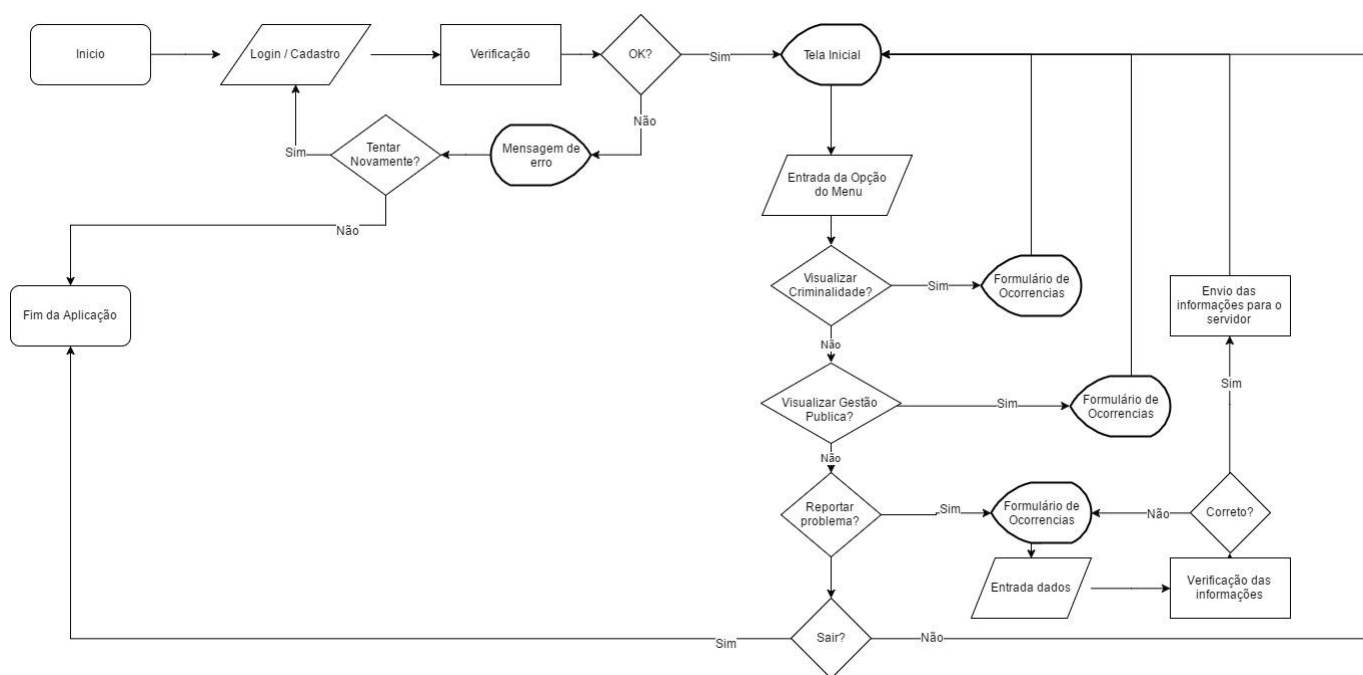 Inicio
Login / Cadastro
Verificação
OK?
Sim
Tela Inicial
Não
Tentar
Novamente?
Sim
Mensagem de
erro
Não
Entrada da Opção
do Menu
Fim da Aplicação
Visualizar
Criminalidade?
Sim
Formulário de
Ocorrencias
Envio das
informações para o
servidor
Não
Sim
Visualizar Gestão
Publica?
Sim
Formulário de
Ocorrencias
Não
Reportar
problema?
Sim
Formulário de
Ocorrencias
Não
Correto?
Entrada dados
Verificação das
informações
Sim
Sair?
Não